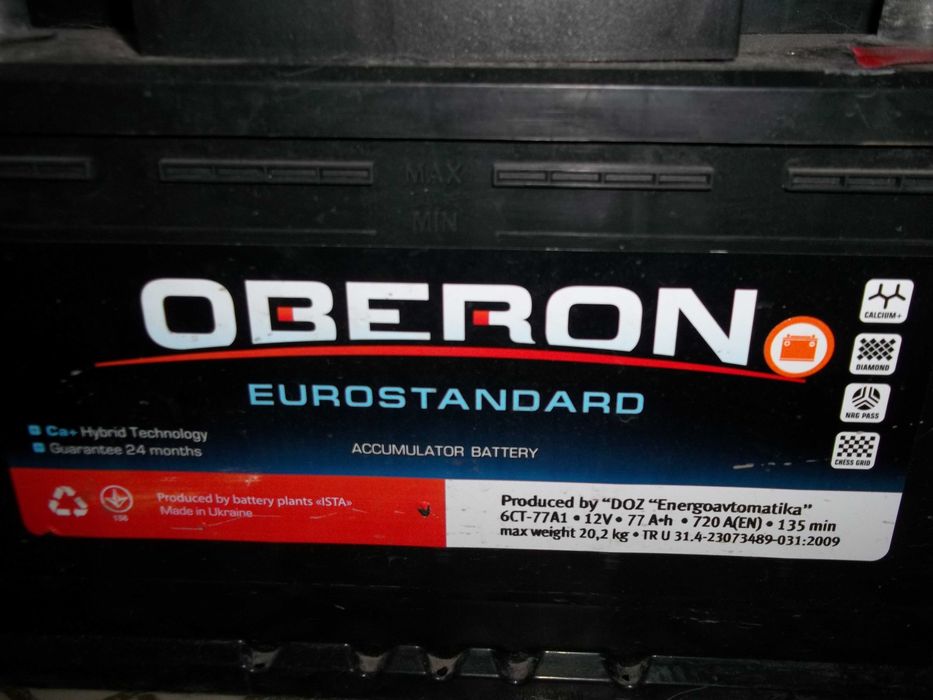 MAX
MIN
OBERON
EUROSTANDARD
Ca+ Hybrid Technology
Guarantee 24 months
ACCUMULATOR BATTERY
CALCIUM+
DIAMOND
NRG PASS
CHESS GRID
Produced by battery plants «ISTA»
Made in Ukraine
Produced by "DOZ "Energoavtomatika"
6CT-77A1 • 12V • 77 A•h • 720 A(EN) • 135 min
max weight 20,2 kg • TR U 31.4-23073489-031:2009